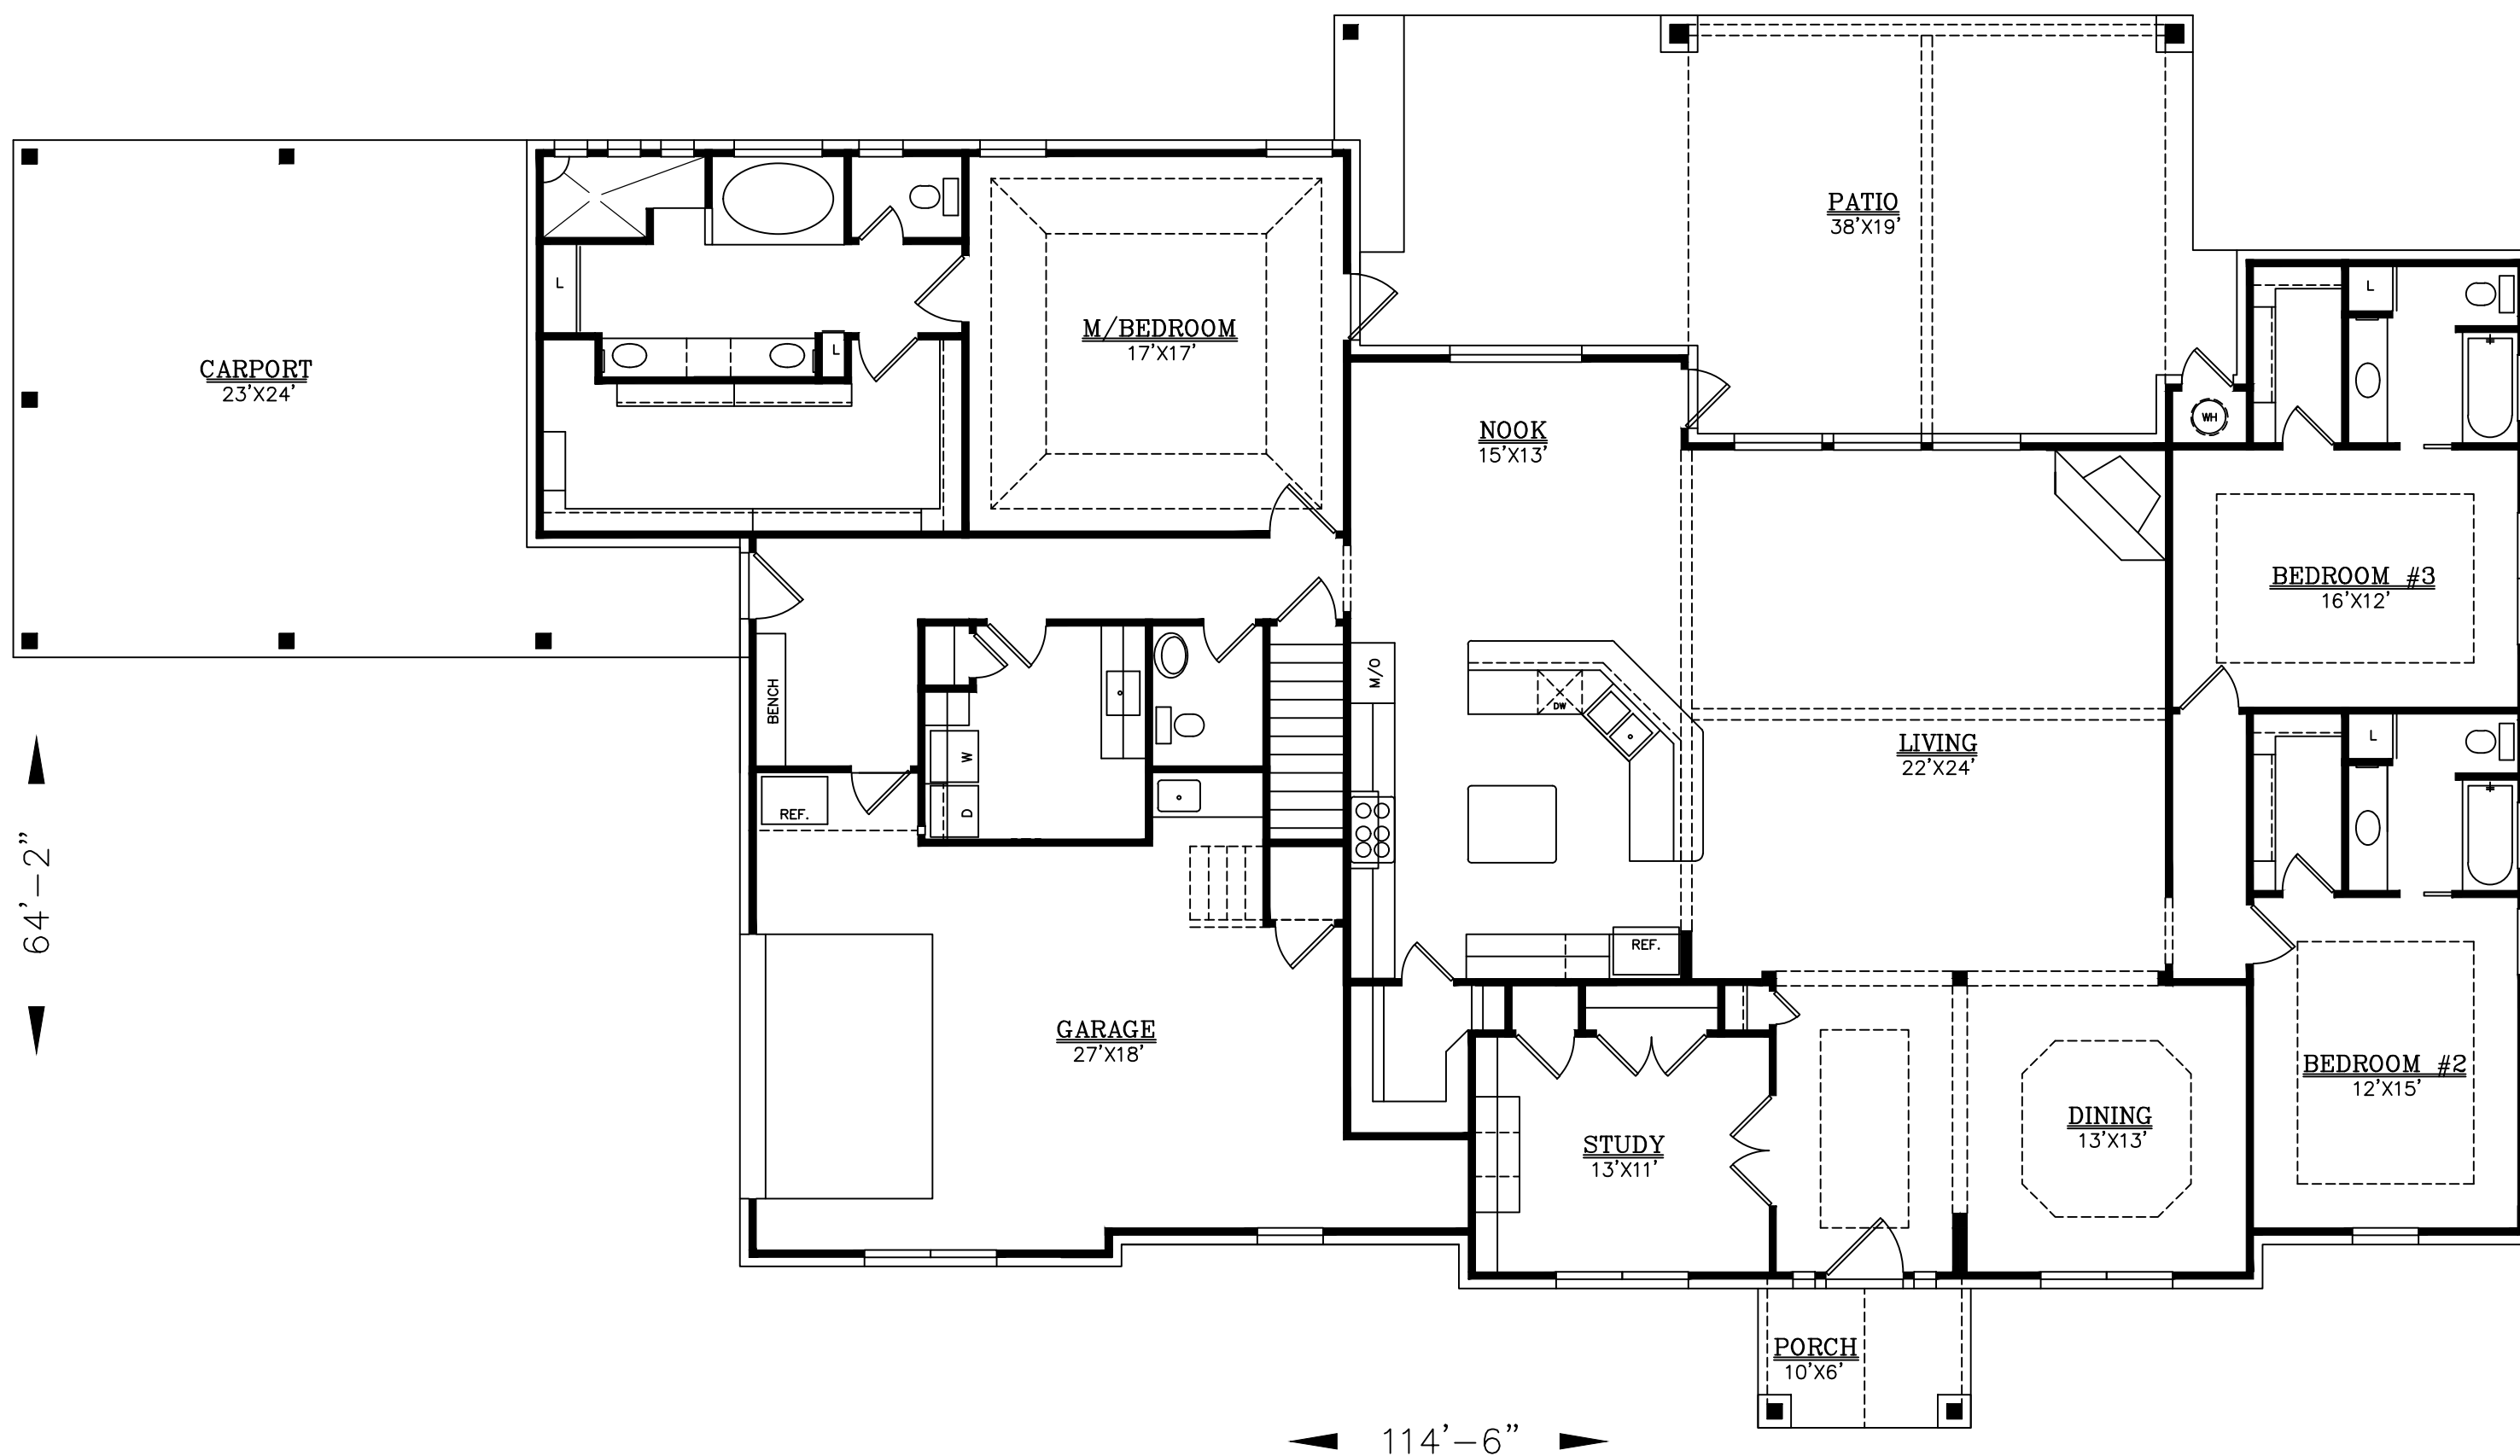 PATIO
38'X19'
L
L
M/BEDROOM
17'X17'
L
CARPORT
23'X24'
WH
NOOK
15'X13'
BEDROOM #3
16'X12'
M/O
BENCH
DW
L
LIVING
22'X24'
W
REF.
D
64'-2"
REF.
GARAGE
27'X18'
BEDROOM #2
12'X15'
DINING
13'X13'
STUDY
13'X11'
PORCH
10'X6'
114'-6"